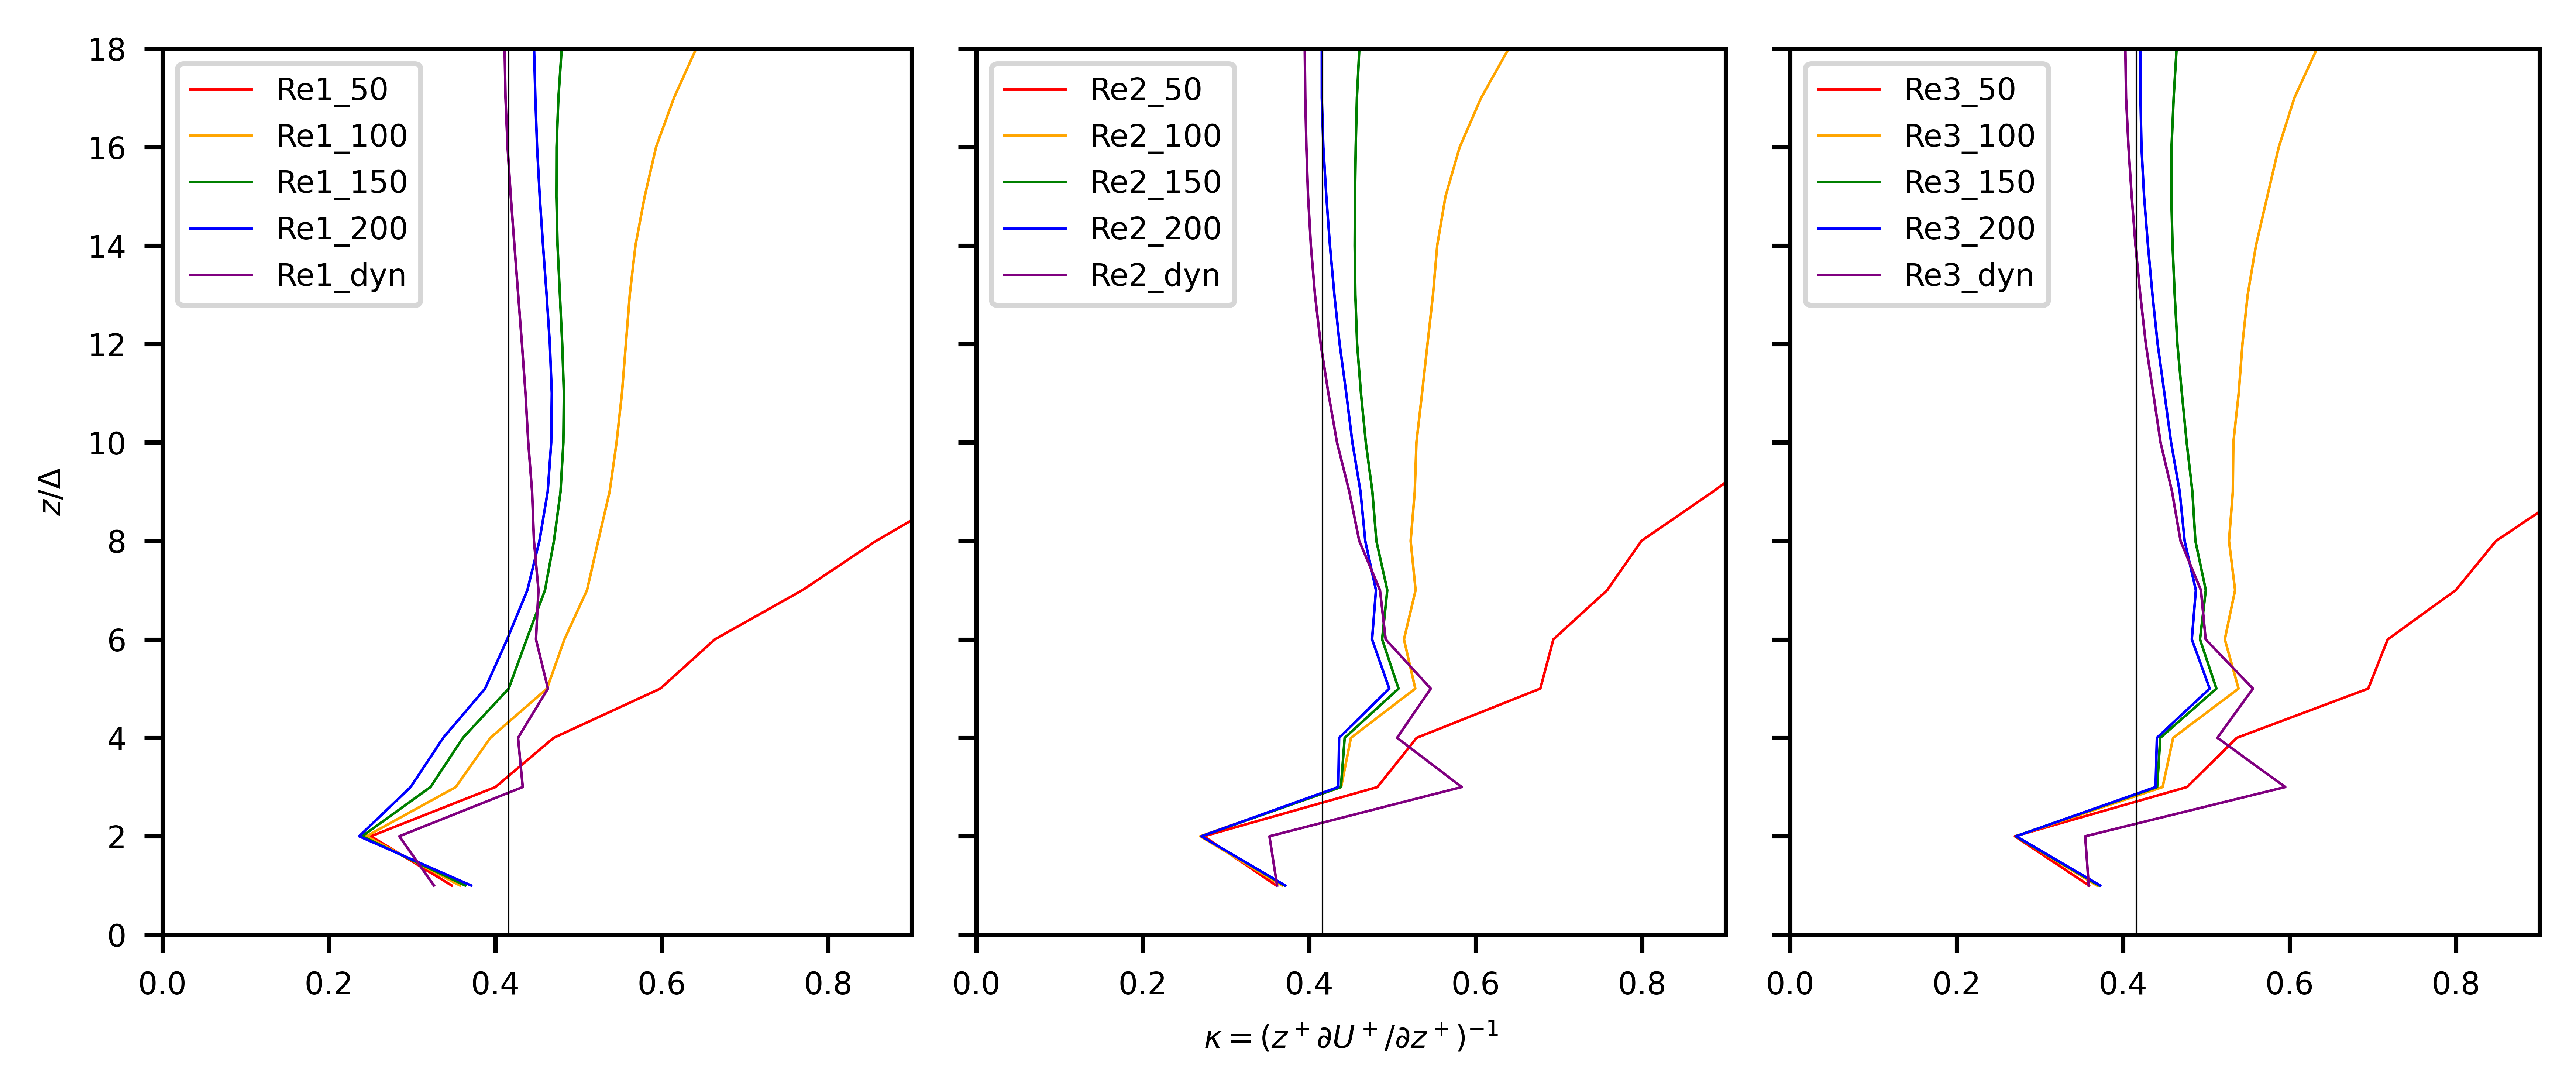 z/Δ
18
16
14
12
10
8
6
4
2
0
Re1_50
Re1_100
Re1_150
Re1_200
Re1_dyn
0.0 0.2 0.4 0.6 0.8
Re2_50
Re2_100
Re2_150
Re2_200
Re2_dyn
0.0 0.2 0.4 0.6 0.8
Re3_50
Re3_100
Re3_150
Re3_200
Re3_dyn
0.0 0.2 0.4 0.6 0.8
κ = (z⁺∂U⁺/∂z⁺)⁻¹